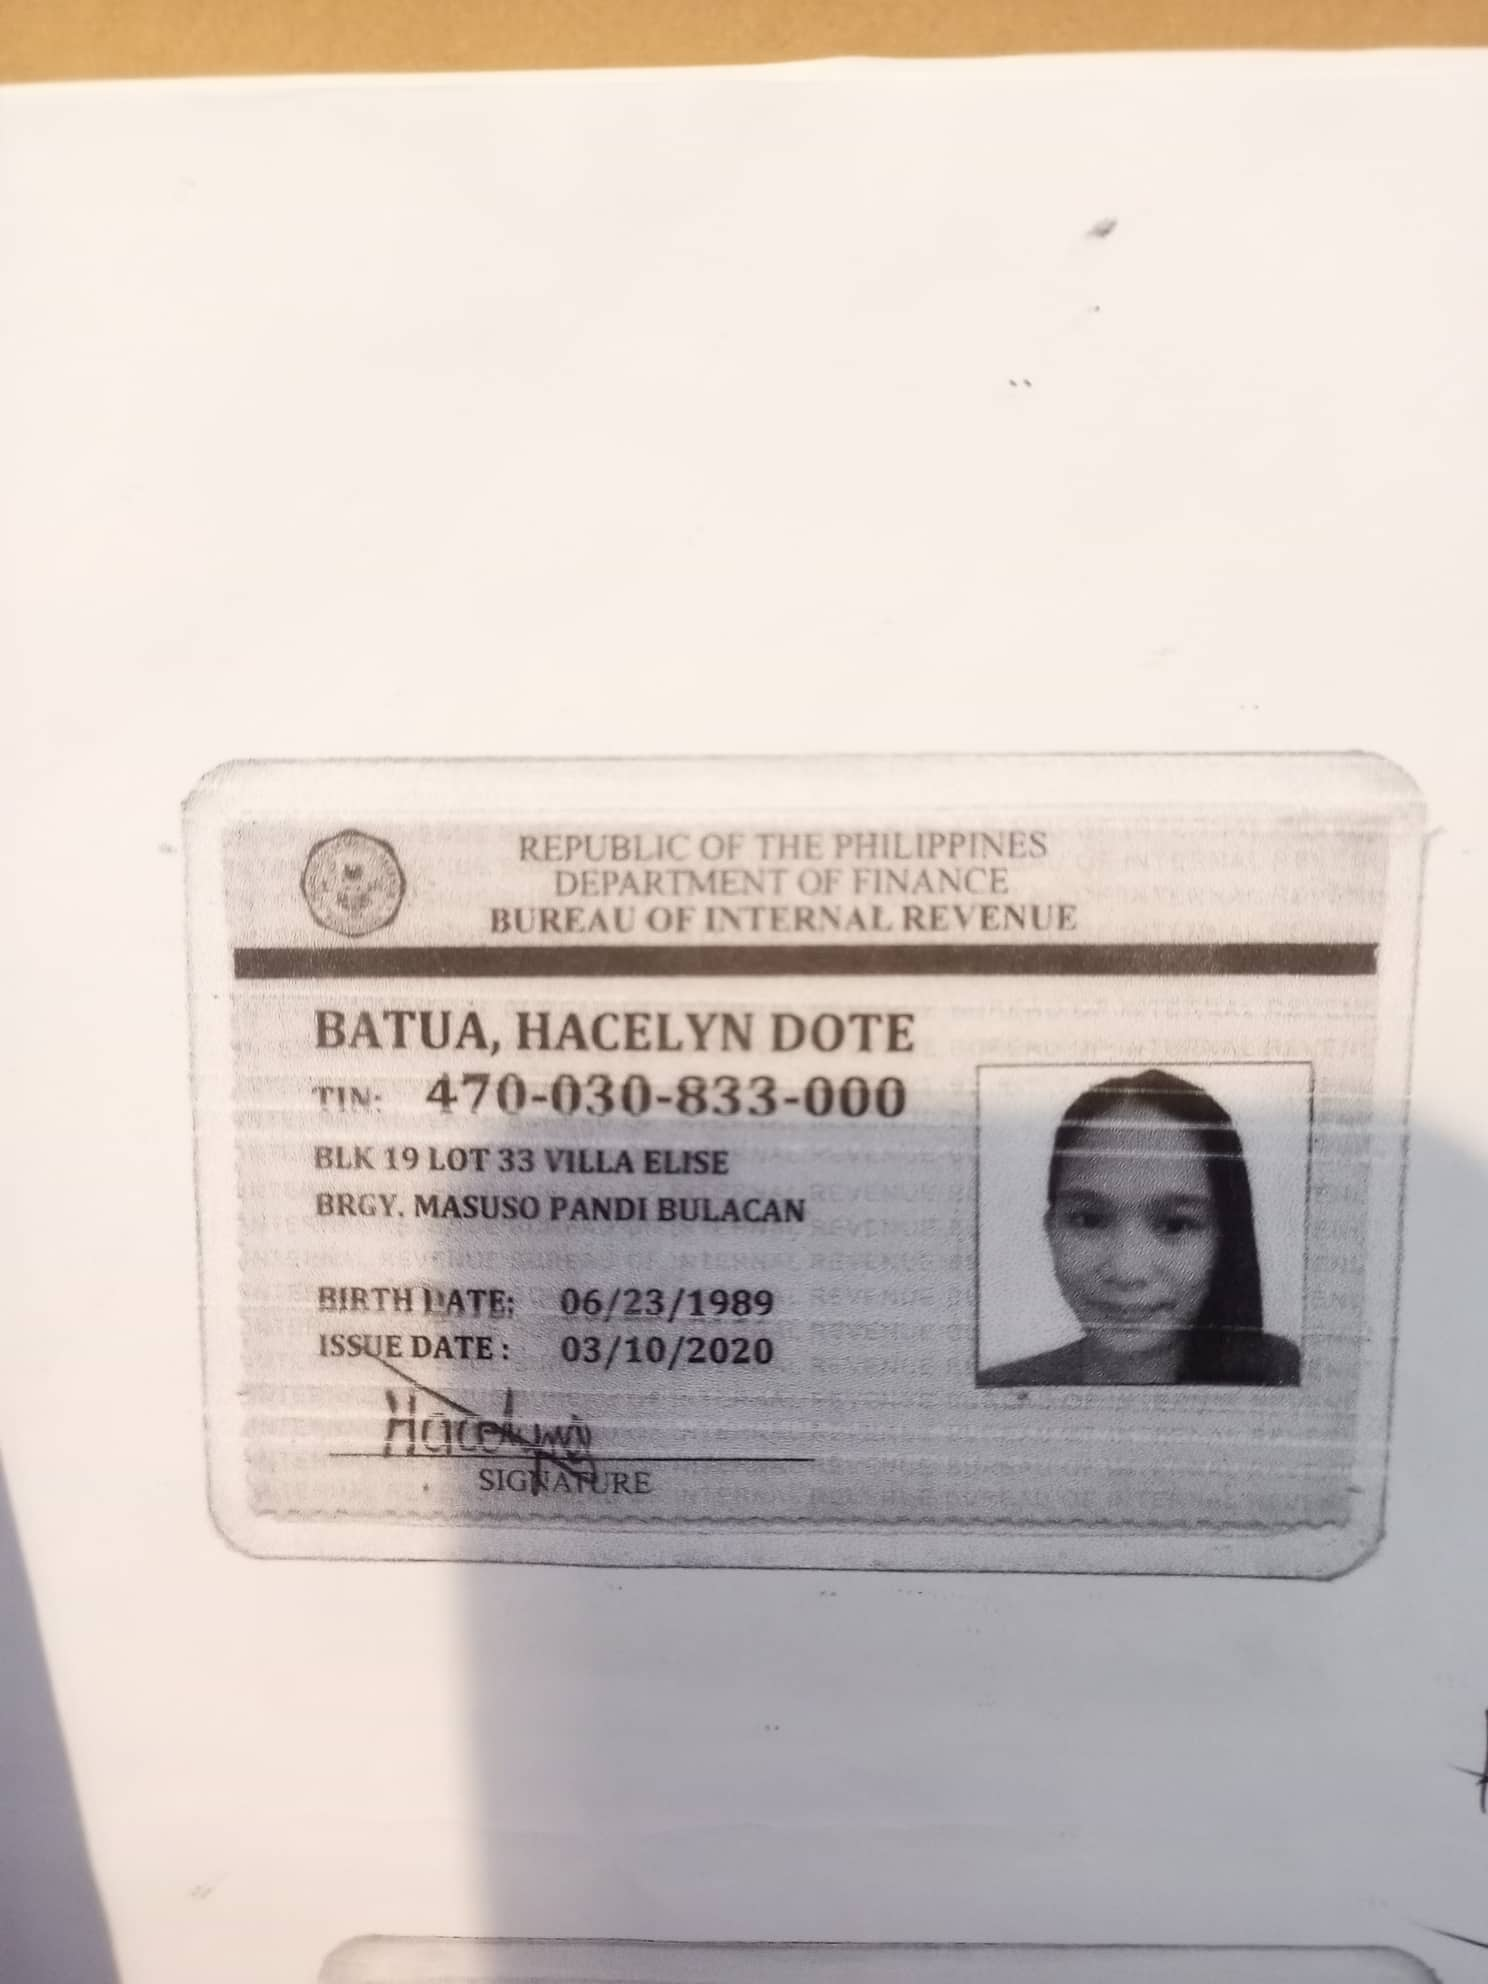 REPUBLIC OF THE PHILIPPINES
DEPARTMENT OF FINANCE
BUREAU OF INTERNAL REVENUE
BATUA, HACELYN DOTE
TIN: 470-030-833-000
BLK 19 LOT 33 VILLA ELISE
BRGY. MASUSO PANDI BULACAN
BIRTH DATE: 06/23/1989
ISSUE DATE : 03/10/2020
SIGNATURE